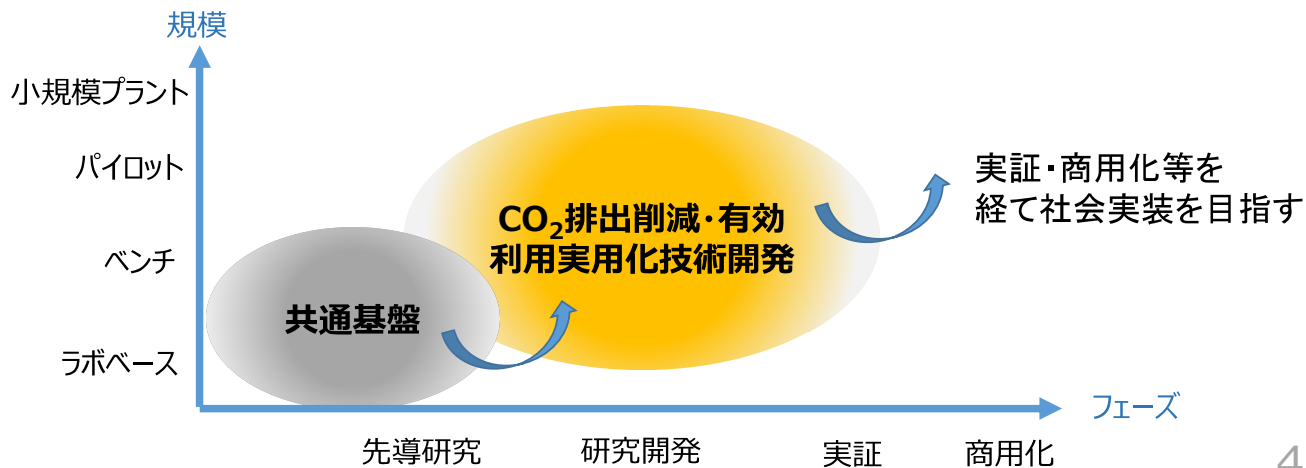 規模
小規模プラント
パイロット
ベンチ
ラボベース
CO₂排出削減・有効
利用実用化技術開発
共通基盤
実証・商用化等を
経て社会実装を目指す
フェーズ
先導研究
研究開発
実証
商用化
4